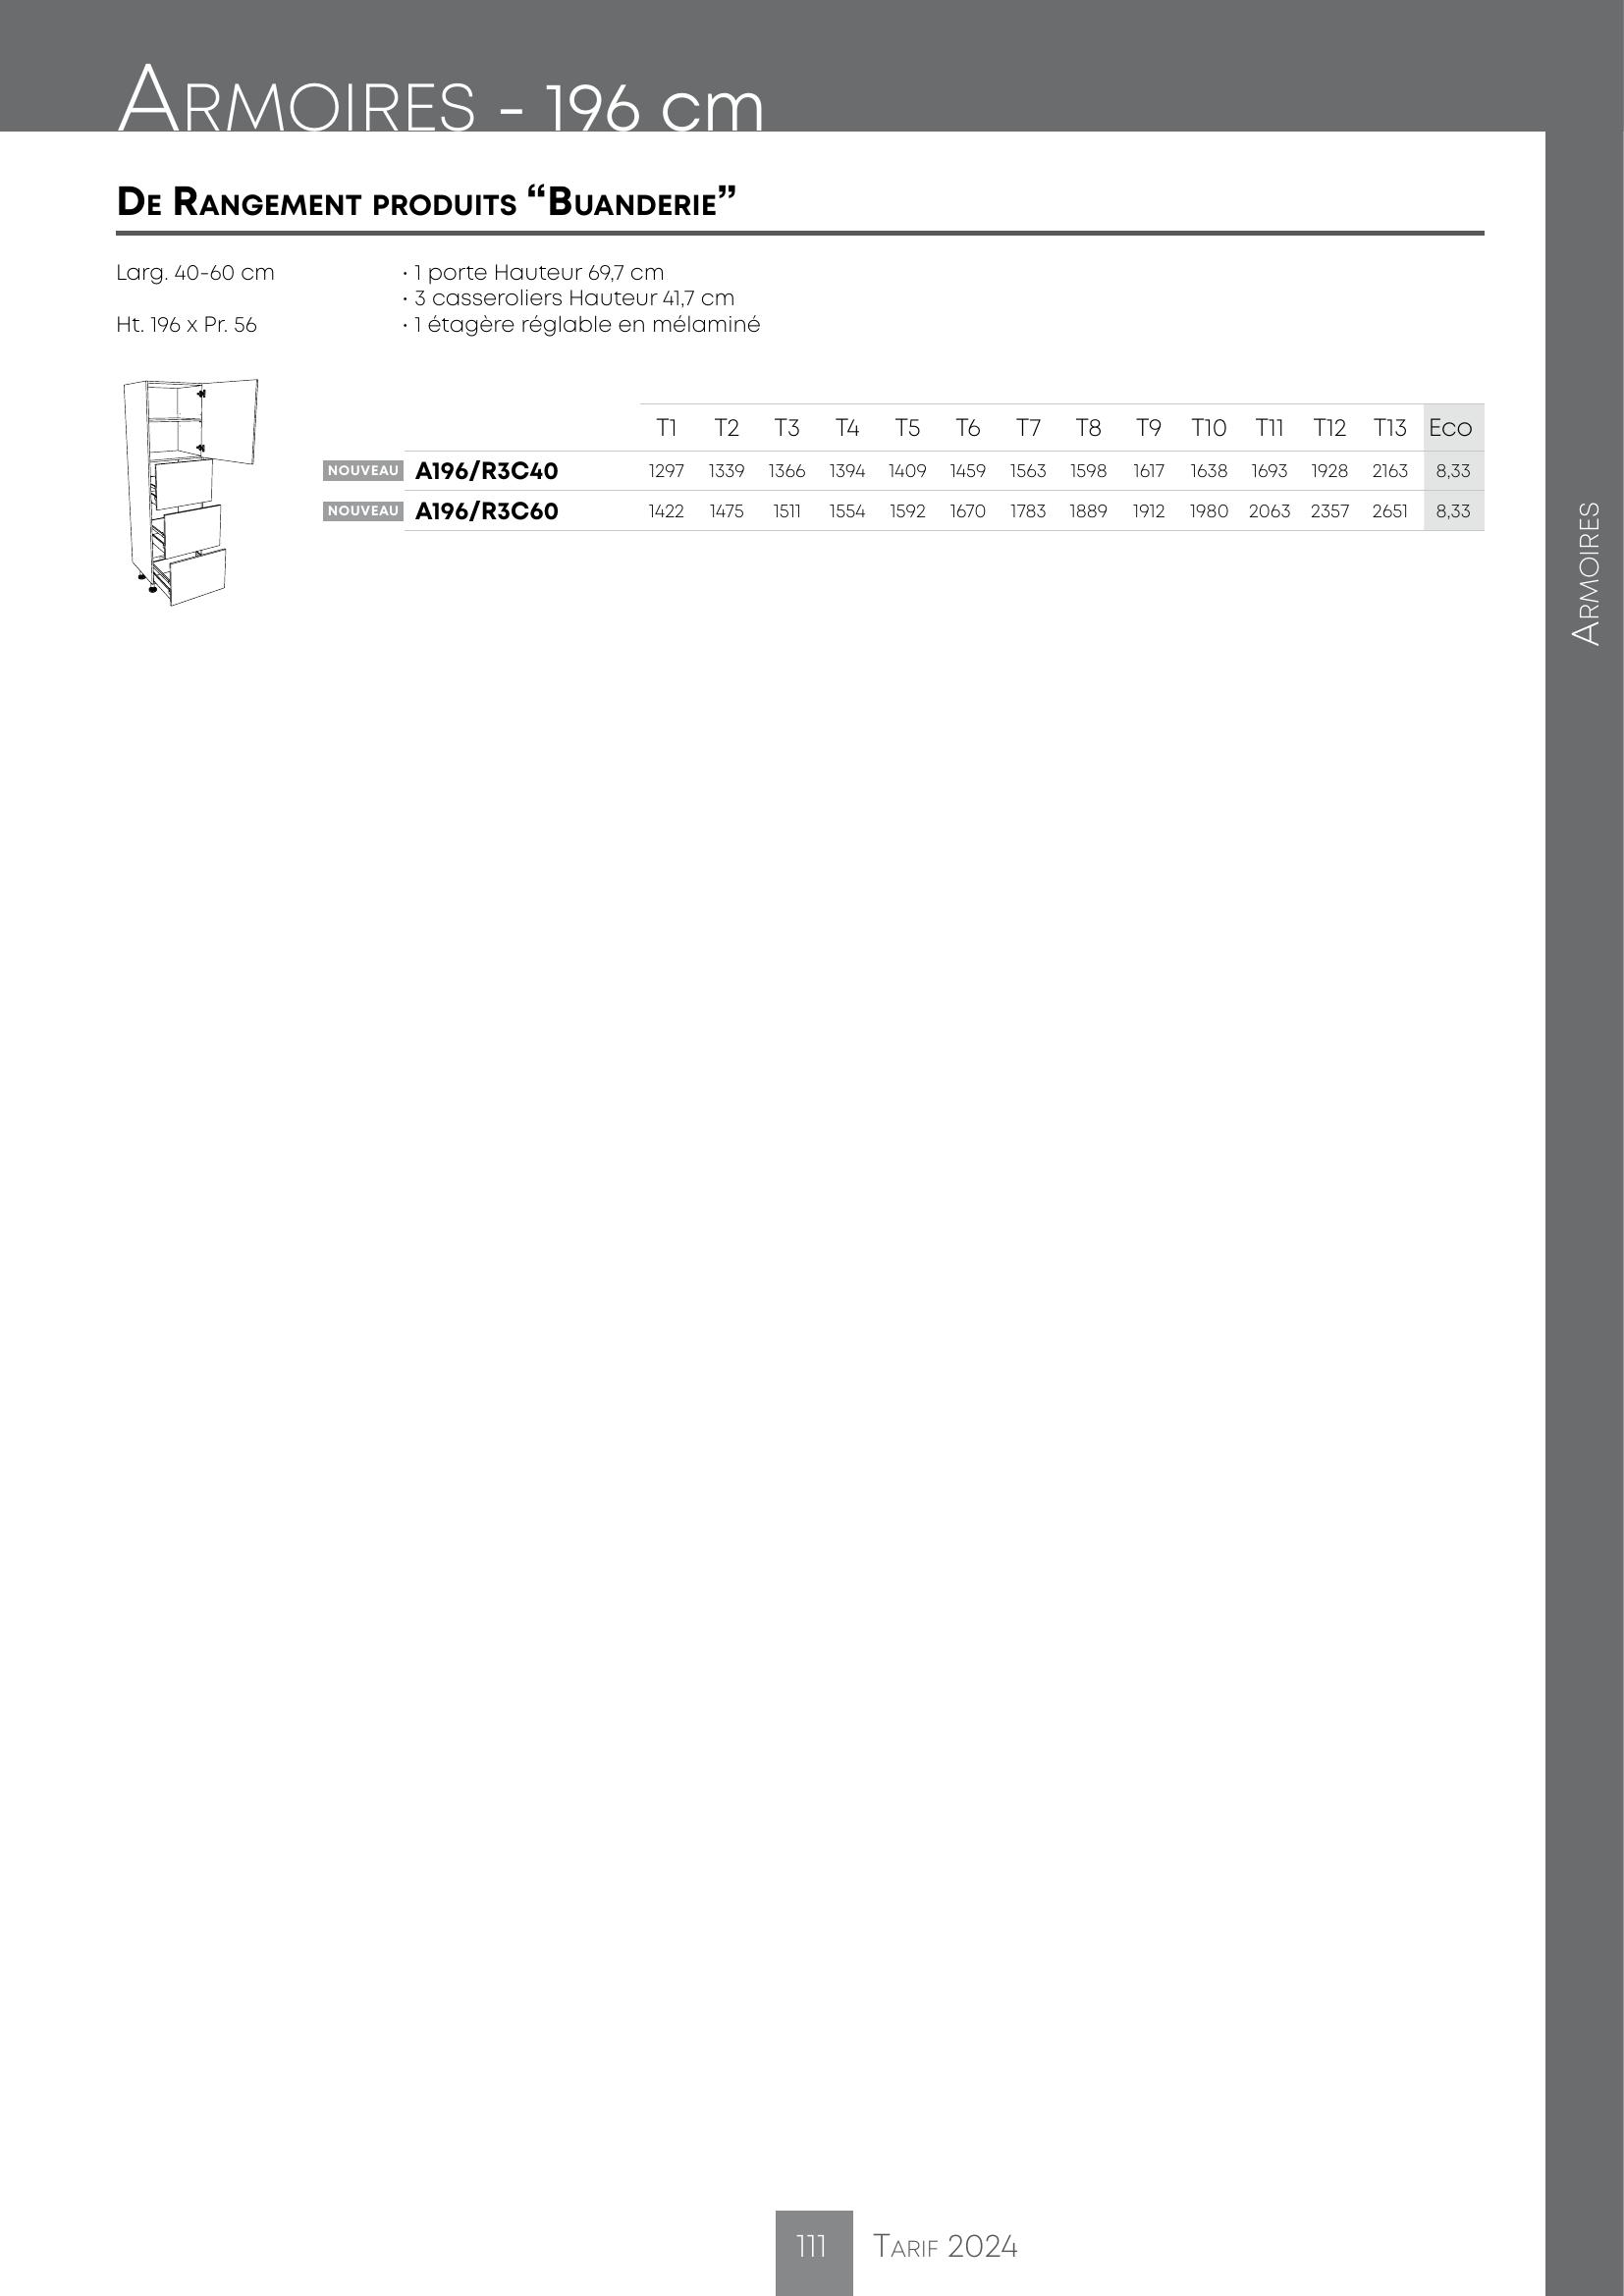 ARMOIRES - 196 cm
DE RANGEMENT PRODUITS “BUANDERIE”
Larg. 40-60 cm
· 1 porte Hauteur 69,7 cm
· 3 casseroliers Hauteur 41,7 cm
Ht. 196 x Pr. 56
· 1 étagère réglable en mélaminé
T1 T2 T3 T4 T5 T6 T7 T8 T9 T10 T11 T12 T13 Eco
NOUVEAU A196/R3C40 1297 1339 1366 1394 1409 1459 1563 1598 1617 1638 1693 1928 2163 8,33
NOUVEAU A196/R3C60 1422 1475 1511 1554 1592 1670 1783 1889 1912 1980 2063 2357 2651 8,33
ARMOIRES
111 TARIF 2024